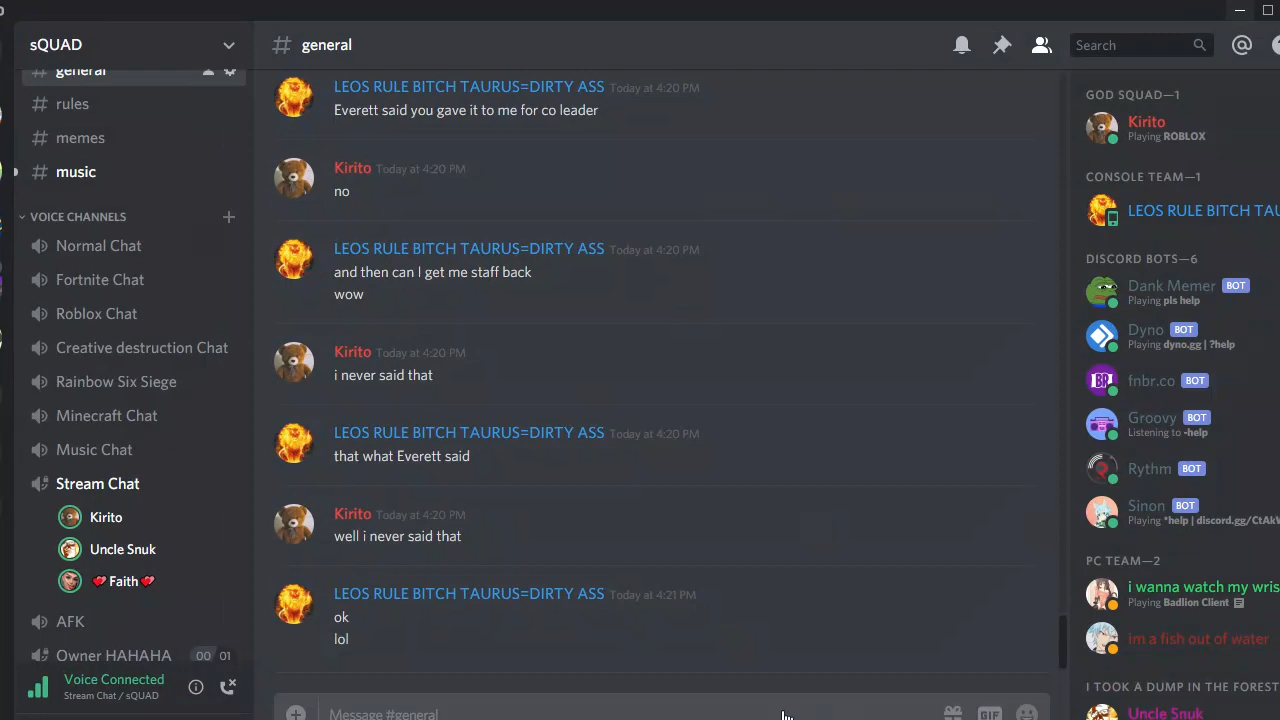 sQUAD
general
rules
memes
music
VOICE CHANNELS
Normal Chat
Fortnite Chat
Roblox Chat
Creative destruction Chat
Rainbow Six Siege
Minecraft Chat
Music Chat
Stream Chat
Kirito
Uncle Snuk
Faith
AFK
Owner HAHAHA 00 01
Voice Connected
Stream Chat / sQUAD
# general
Search
LEOS RULE BITCH TAURUS=DIRTY ASS Today at 4:20 PM
Everett said you gave it to me for co leader
Kirito Today at 4:20 PM
no
LEOS RULE BITCH TAURUS=DIRTY ASS Today at 4:20 PM
and then can I get me staff back
wow
Kirito Today at 4:20 PM
i never said that
LEOS RULE BITCH TAURUS=DIRTY ASS Today at 4:20 PM
that what Everett said
Kirito Today at 4:20 PM
well i never said that
LEOS RULE BITCH TAURUS=DIRTY ASS Today at 4:21 PM
ok
lol
Message #general
GIF
GOD SQUAD—1
Kirito
Playing ROBLOX
CONSOLE TEAM—1
LEOS RULE BITCH TAU
DISCORD BOTS—6
Dank Memer BOT
Playing pls help
Dyno BOT
Playing dyno.gg | ?help
fnbr.co BOT
Groovy BOT
Listening to -help
Rythm BOT
Sinon BOT
Playing *help | discord.gg/CtAkW
PC TEAM—2
i wanna watch my wris
Playing Badlion Client
im a fish out of water
I TOOK A DUMP IN THE FOREST
Uncle Snuk